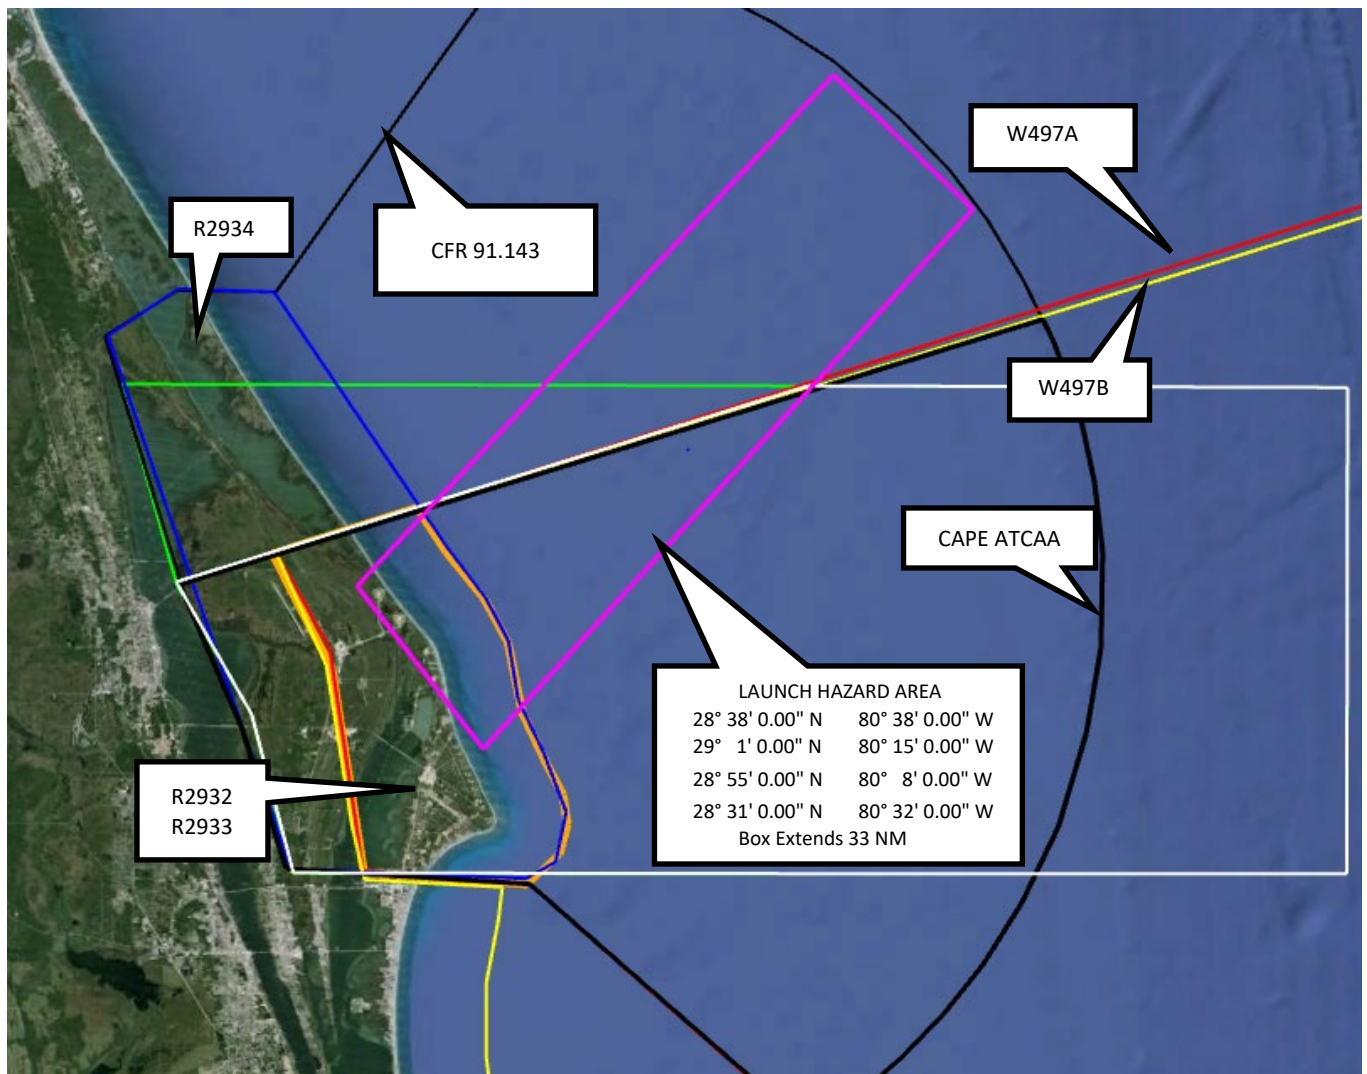 W497A
R2934
CFR 91.143
W497B
CAPE ATCAA
LAUNCH HAZARD AREA
28° 38' 0.00" N 80° 38' 0.00" W
29° 1' 0.00" N 80° 15' 0.00" W
28° 55' 0.00" N 80° 8' 0.00" W
28° 31' 0.00" N 80° 32' 0.00" W
Box Extends 33 NM
R2932
R2933